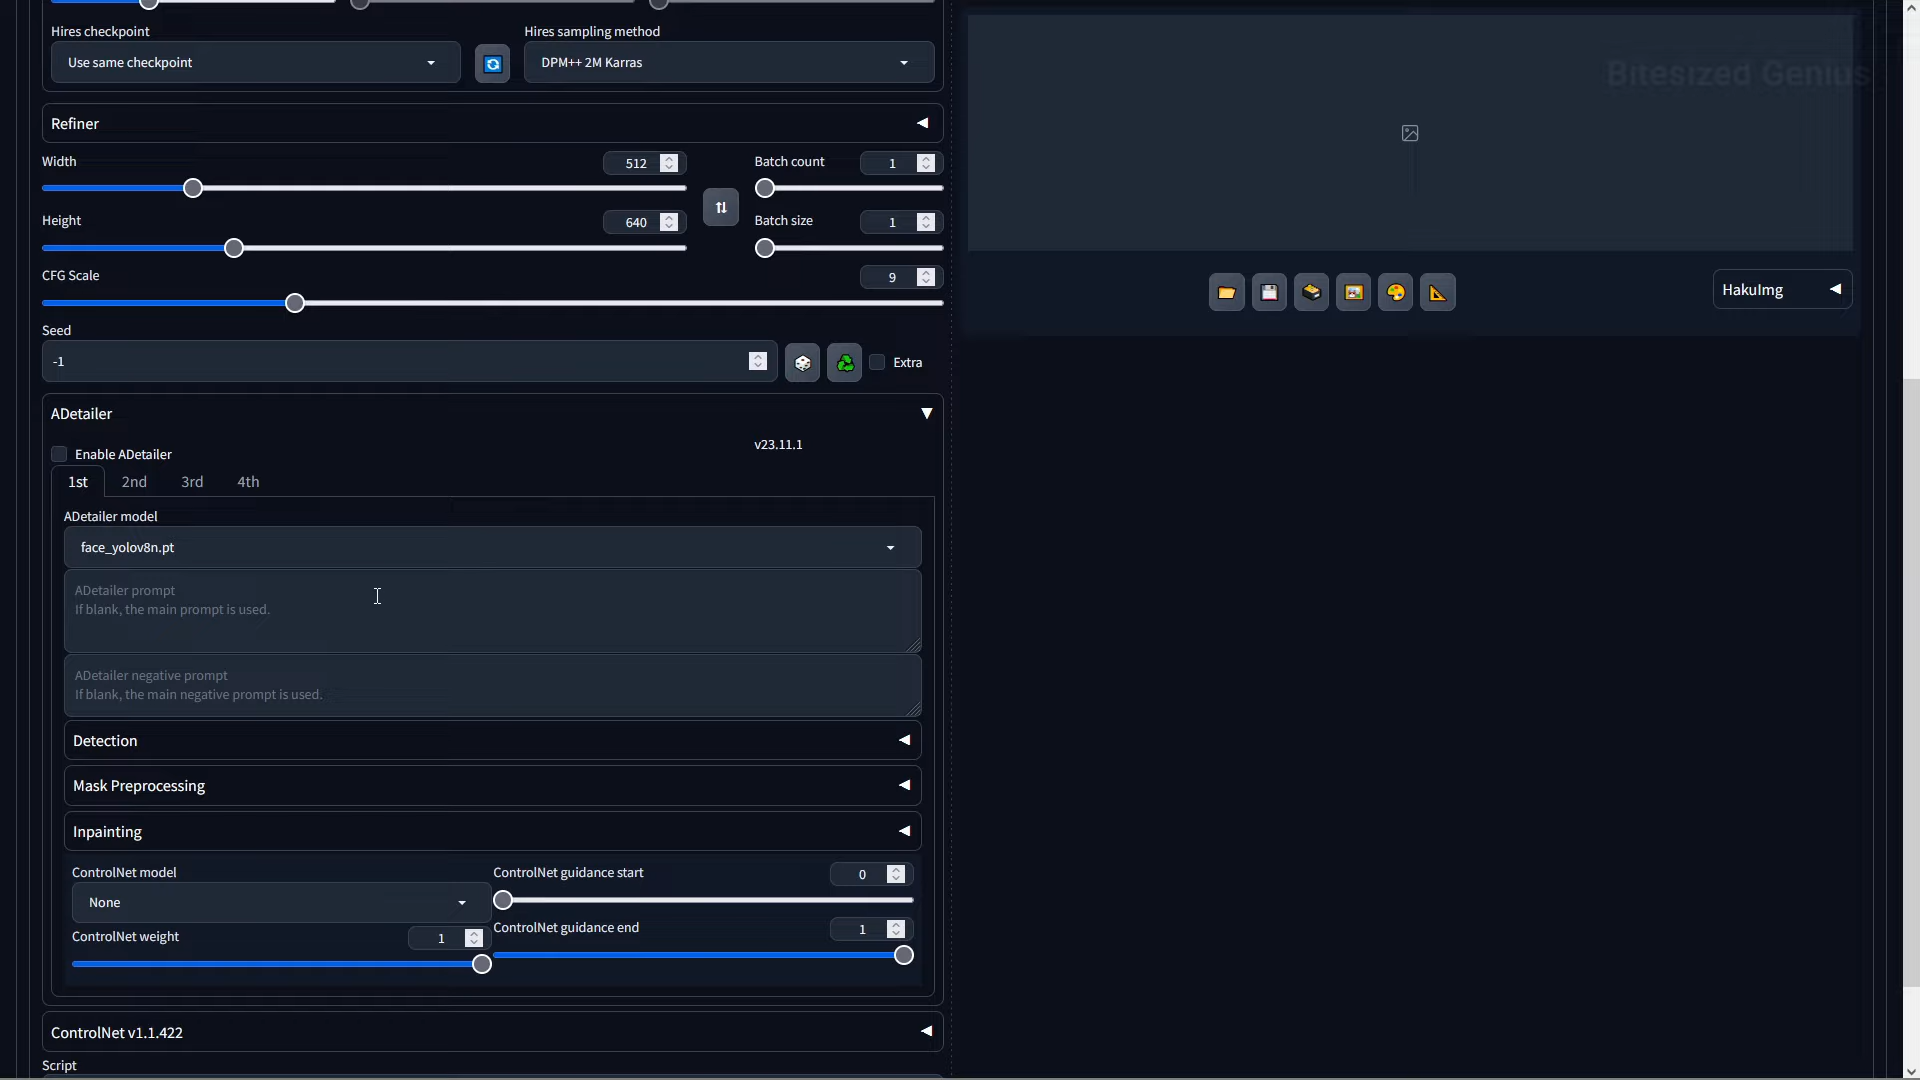 Hires checkpoint
Hires sampling method
Use same checkpoint
DPM++ 2M Karras
Bitesized Genius
Refiner
Width
512
Batch count
1
Height
640
Batch size
1
CFG Scale
9
HakuImg
Seed
-1
Extra
ADetailer
v23.11.1
Enable ADetailer
1st
2nd
3rd
4th
ADetailer model
face_yolov8n.pt
ADetailer prompt
If blank, the main prompt is used.
ADetailer negative prompt
If blank, the main negative prompt is used.
Detection
Mask Preprocessing
Inpainting
ControlNet model
ControlNet guidance start
0
None
ControlNet guidance end
1
ControlNet weight
1
ControlNet v1.1.422
Script